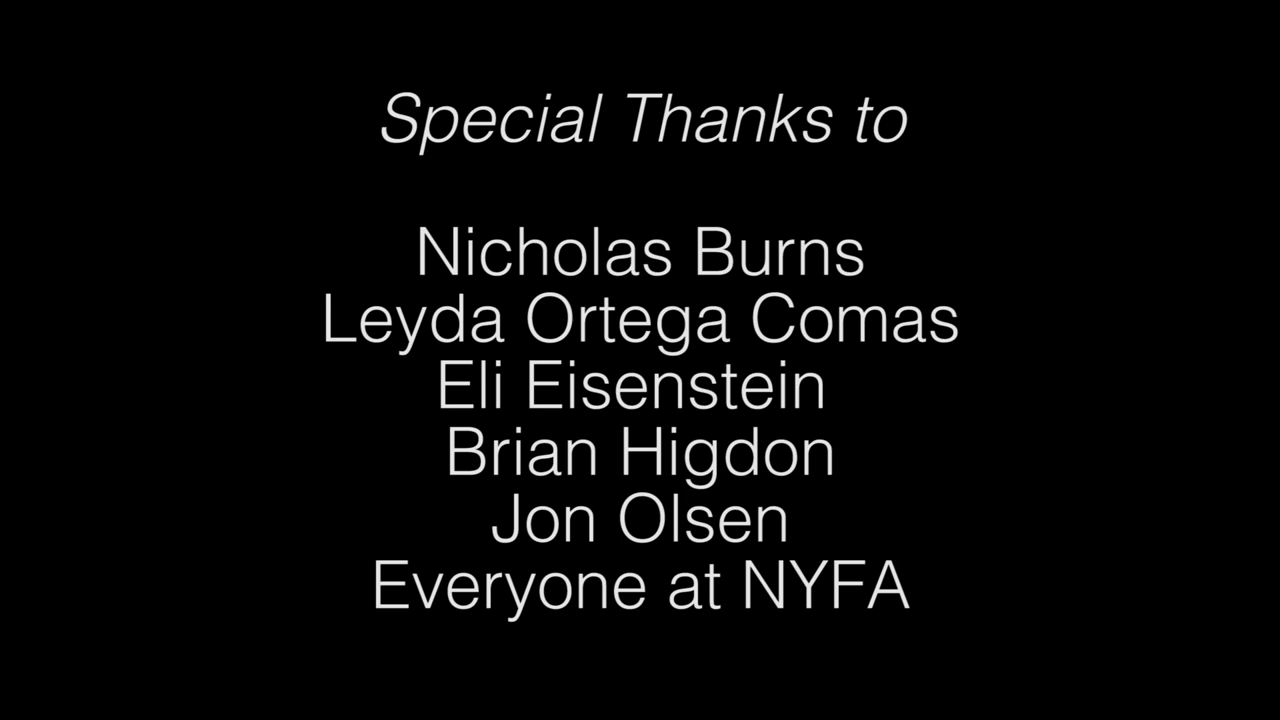 Special Thanks to
Nicholas Burns
Leyda Ortega Comas
Eli Eisenstein
Brian Higdon
Jon Olsen
Everyone at NYFA